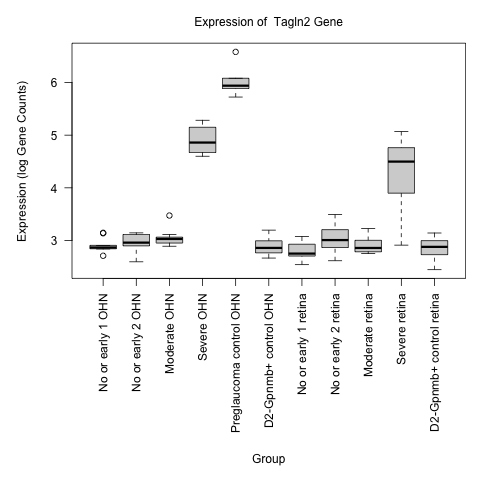 Expression of  Tagln2 Gene
Expression (log Gene Counts)
6
5
4
3
No or early 1 OHN
No or early 2 OHN
Moderate OHN
Severe OHN
Preglaucoma control OHN
D2-Gpnmb+ control OHN
No or early 1 retina
No or early 2 retina
Moderate retina
Severe retina
D2-Gpnmb+ control retina
Group